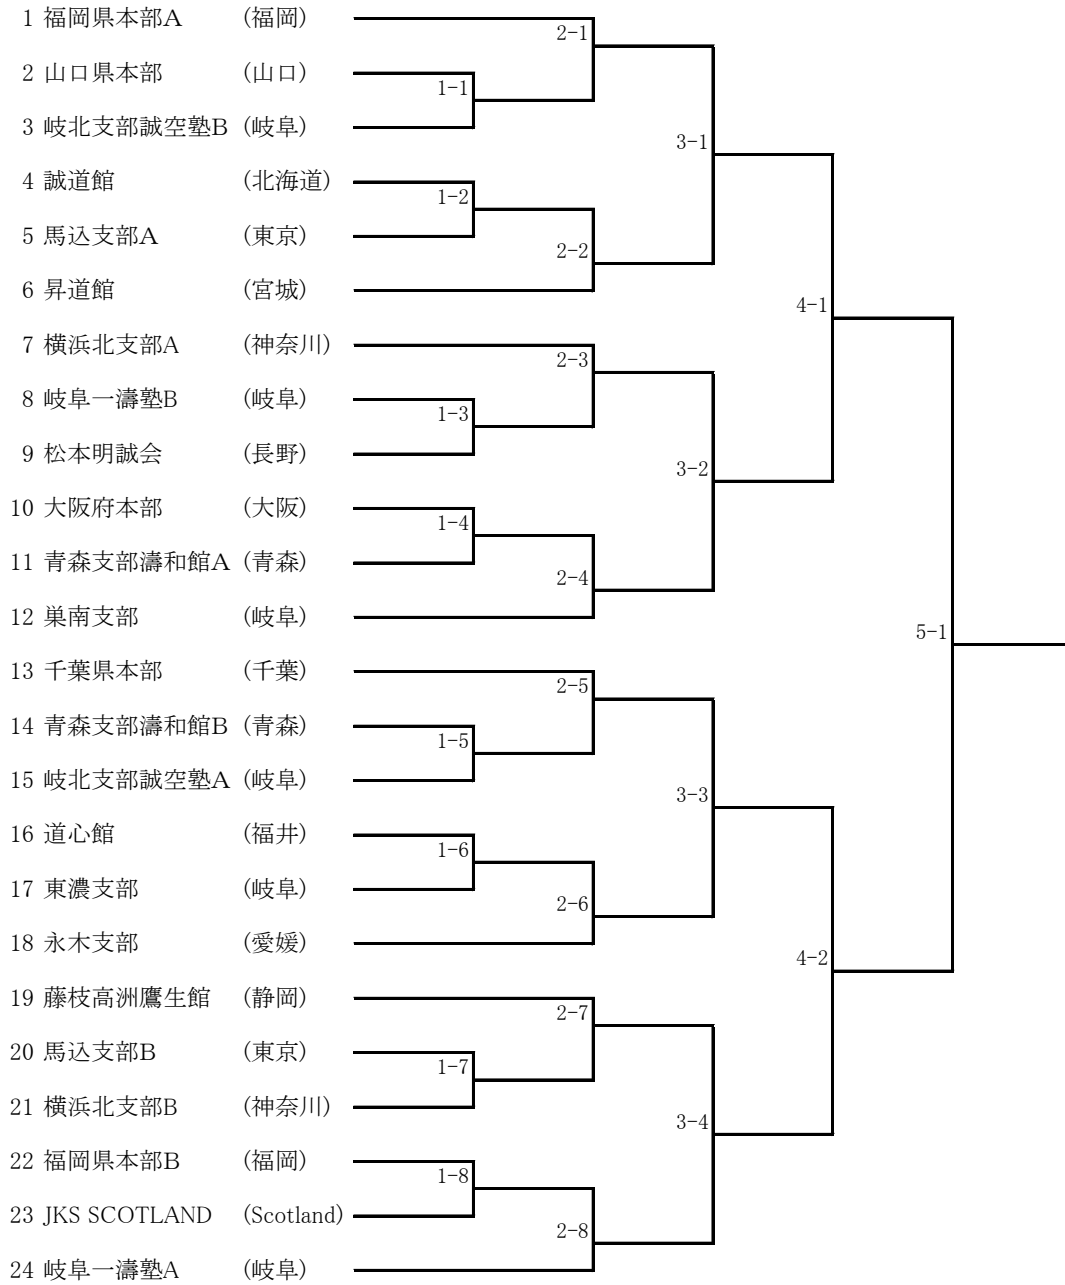 1 福岡県本部A (福岡)
2-1
2 山口県本部 (山口)
1-1
3 岐北支部誠空塾B (岐阜)
3-1
4 誠道館 (北海道)
1-2
5 馬込支部A (東京)
2-2
6 昇道館 (宮城)
4-1
7 横浜北支部A (神奈川)
2-3
8 岐阜一濤塾B (岐阜)
1-3
9 松本明誠会 (長野)
3-2
10 大阪府本部 (大阪)
1-4
11 青森支部濤和館A (青森)
2-4
12 巣南支部 (岐阜)
5-1
13 千葉県本部 (千葉)
2-5
14 青森支部濤和館B (青森)
1-5
15 岐北支部誠空塾A (岐阜)
3-3
16 道心館 (福井)
1-6
17 東濃支部 (岐阜)
2-6
18 永木支部 (愛媛)
4-2
19 藤枝高洲鷹生館 (静岡)
2-7
20 馬込支部B (東京)
1-7
21 横浜北支部B (神奈川)
3-4
22 福岡県本部B (福岡)
1-8
23 JKS SCOTLAND (Scotland)
2-8
24 岐阜一濤塾A (岐阜)